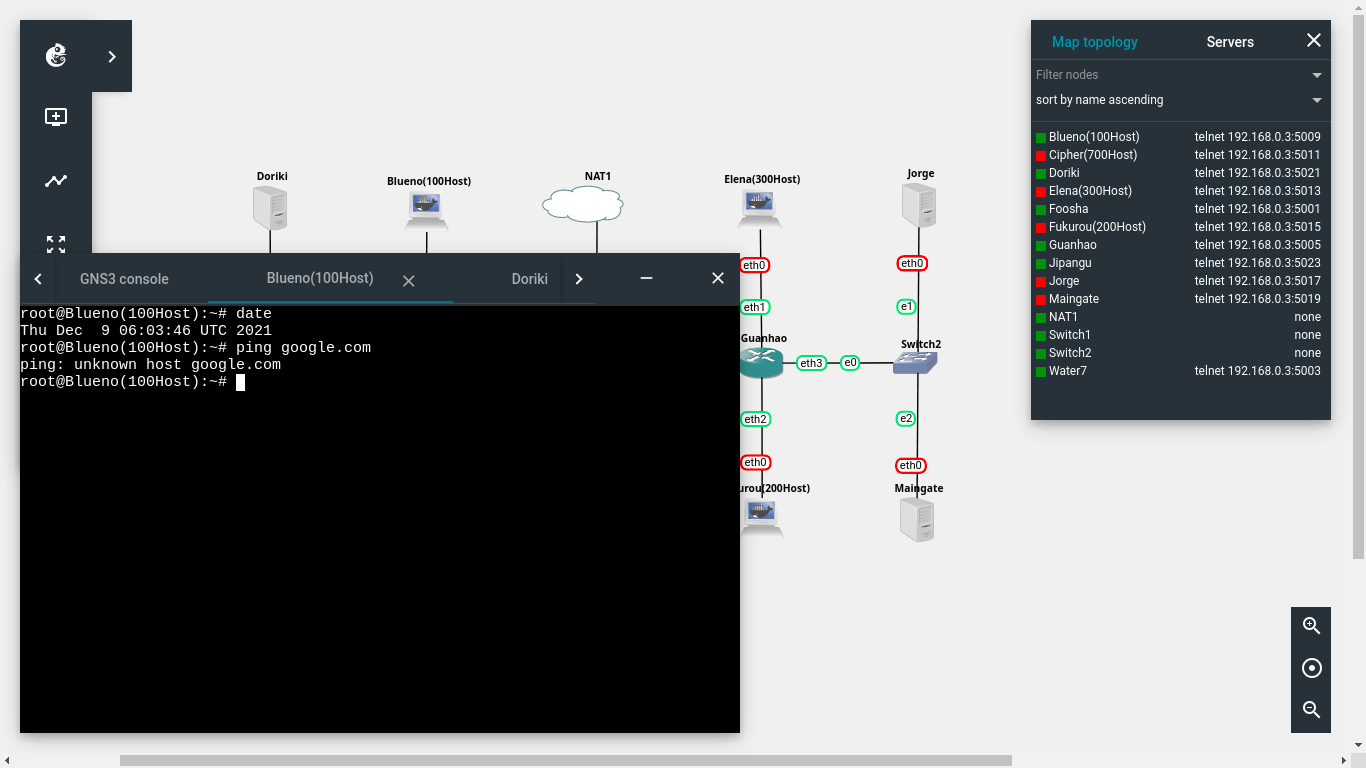 Map topology
Servers
Filter nodes
sort by name ascending
Blueno(100Host) telnet 192.168.0.3:5009
Cipher(700Host) telnet 192.168.0.3:5011
Doriki telnet 192.168.0.3:5021
Elena(300Host) telnet 192.168.0.3:5013
Foosha telnet 192.168.0.3:5001
Fukurou(200Host) telnet 192.168.0.3:5015
Guanhao telnet 192.168.0.3:5005
Jipangu telnet 192.168.0.3:5023
Jorge telnet 192.168.0.3:5017
Maingate telnet 192.168.0.3:5019
NAT1 none
Switch1 none
Switch2 none
Water7 telnet 192.168.0.3:5003
Doriki
Blueno(100Host)
NAT1
Elena(300Host)
Jorge
eth0
eth0
eth1
e1
Guanhao
Switch2
eth3
e0
eth2
e2
eth0
eth0
urou(200Host)
Maingate
GNS3 console
Blueno(100Host)
Doriki
root@Blueno(100Host):~# date
Thu Dec  9 06:03:46 UTC 2021
root@Blueno(100Host):~# ping google.com
ping: unknown host google.com
root@Blueno(100Host):~#